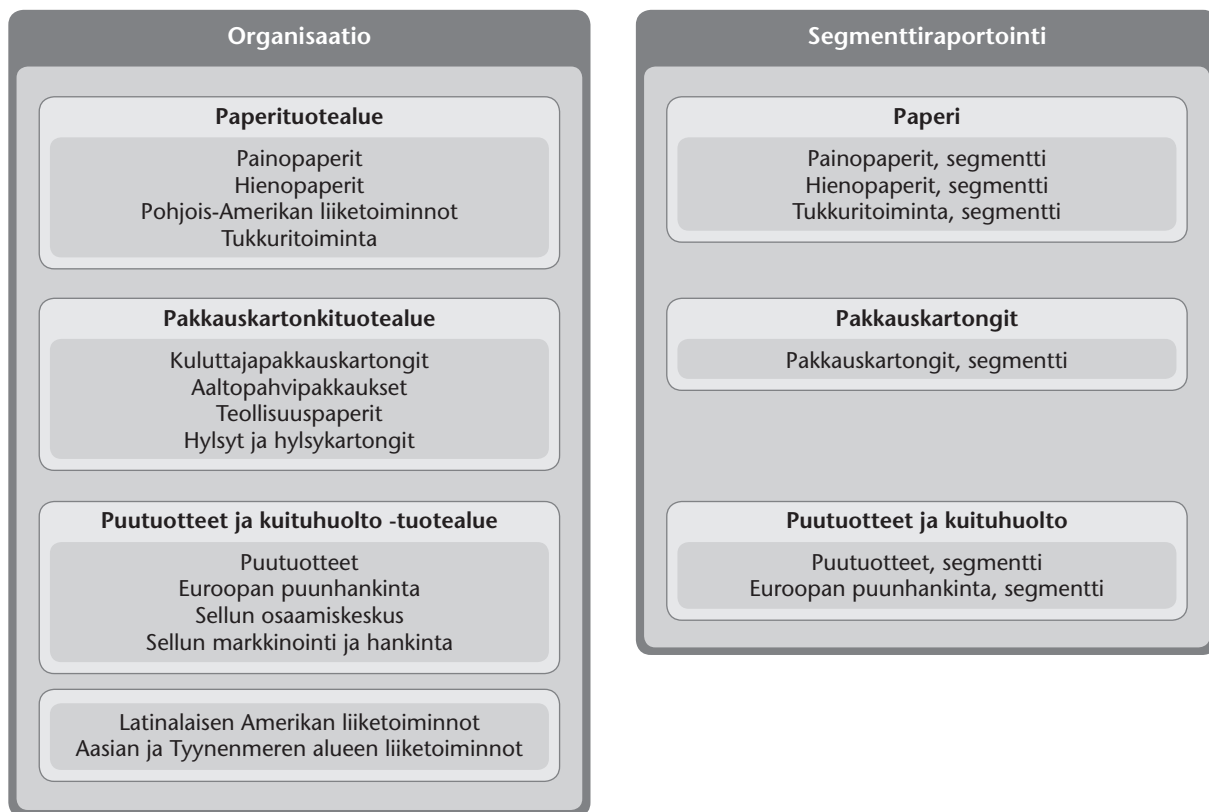 Organisaatio
Paperituotealue
Painopaperit
Hienopaperit
Pohjois-Amerikan liiketoiminnot
Tukkuritoiminta
Pakkauskartonkituotealue
Kuluttajapakkauskartongit
Aaltopahvipakkaukset
Teollisuuspaperit
Hylsyt ja hylsykartongit
Puutuotteet ja kuituhuolto -tuotealue
Puutuotteet
Euroopan puunhankinta
Sellun osaamiskeskus
Sellun markkinointi ja hankinta
Latinalaisen Amerikan liiketoiminnot
Aasian ja Tyynenmeren alueen liiketoiminnot
Segmenttiraportointi
Paperi
Painopaperit, segmentti
Hienopaperit, segmentti
Tukkuritoiminta, segmentti
Pakkauskartongit
Pakkauskartongit, segmentti
Puutuotteet ja kuituhuolto
Puutuotteet, segmentti
Euroopan puunhankinta, segmentti